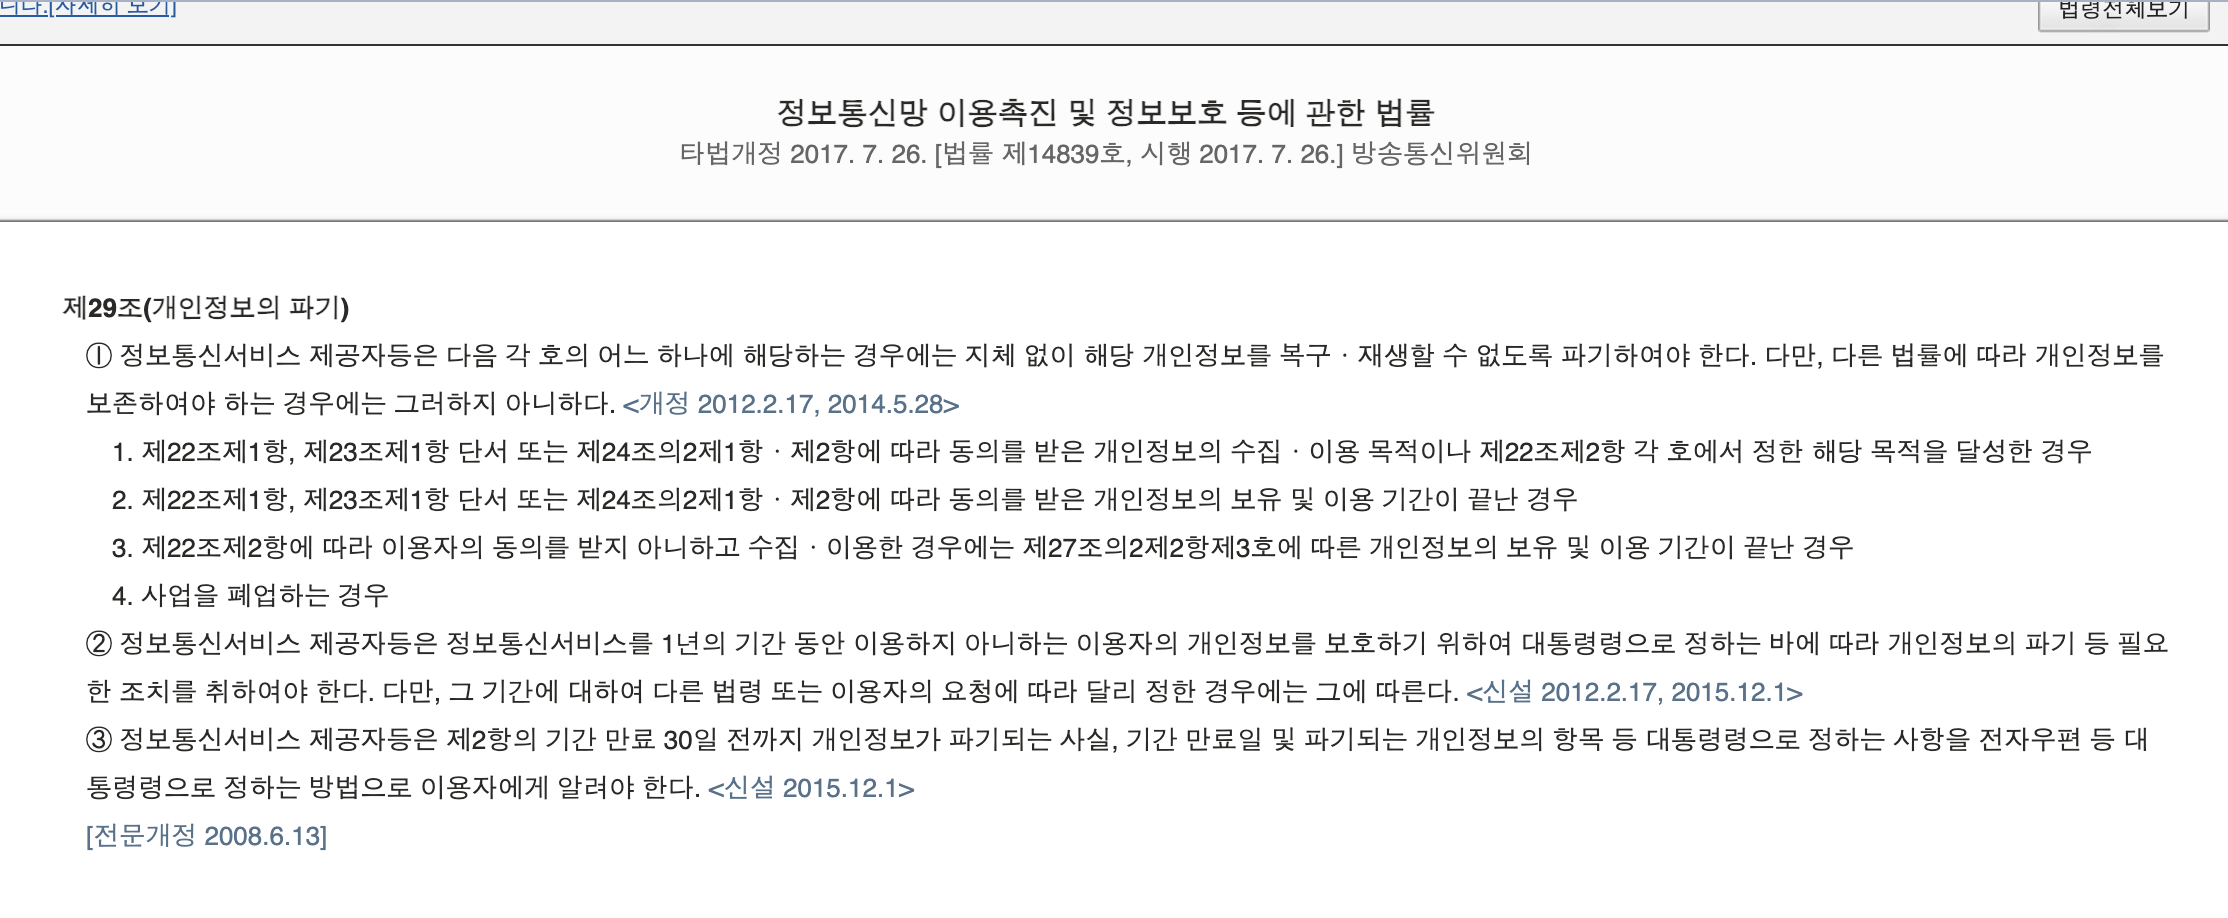 니다.[자세히 보기]
법령전체보기
정보통신망 이용촉진 및 정보보호 등에 관한 법률
타법개정 2017. 7. 26. [법률 제14839호, 시행 2017. 7. 26.] 방송통신위원회
제29조(개인정보의 파기)
① 정보통신서비스 제공자등은 다음 각 호의 어느 하나에 해당하는 경우에는 지체 없이 해당 개인정보를 복구ㆍ재생할 수 없도록 파기하여야 한다. 다만, 다른 법률에 따라 개인정보를
보존하여야 하는 경우에는 그러하지 아니하다. <개정 2012.2.17, 2014.5.28>
1. 제22조제1항, 제23조제1항 단서 또는 제24조의2제1항ㆍ제2항에 따라 동의를 받은 개인정보의 수집ㆍ이용 목적이나 제22조제2항 각 호에서 정한 해당 목적을 달성한 경우
2. 제22조제1항, 제23조제1항 단서 또는 제24조의2제1항ㆍ제2항에 따라 동의를 받은 개인정보의 보유 및 이용 기간이 끝난 경우
3. 제22조제2항에 따라 이용자의 동의를 받지 아니하고 수집ㆍ이용한 경우에는 제27조의2제2항제3호에 따른 개인정보의 보유 및 이용 기간이 끝난 경우
4. 사업을 폐업하는 경우
② 정보통신서비스 제공자등은 정보통신서비스를 1년의 기간 동안 이용하지 아니하는 이용자의 개인정보를 보호하기 위하여 대통령령으로 정하는 바에 따라 개인정보의 파기 등 필요
한 조치를 취하여야 한다. 다만, 그 기간에 대하여 다른 법령 또는 이용자의 요청에 따라 달리 정한 경우에는 그에 따른다. <신설 2012.2.17, 2015.12.1>
③ 정보통신서비스 제공자등은 제2항의 기간 만료 30일 전까지 개인정보가 파기되는 사실, 기간 만료일 및 파기되는 개인정보의 항목 등 대통령령으로 정하는 사항을 전자우편 등 대
통령령으로 정하는 방법으로 이용자에게 알려야 한다. <신설 2015.12.1>
[전문개정 2008.6.13]